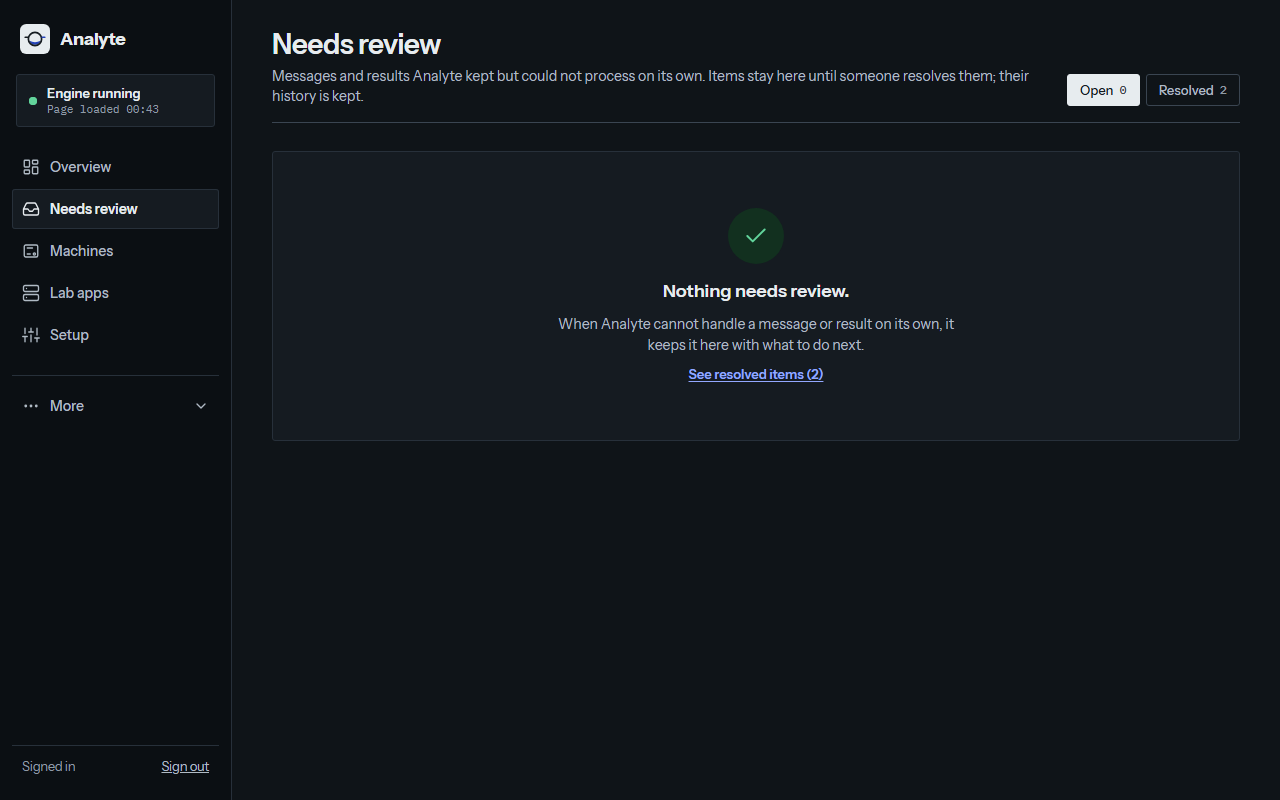 Analyte
Engine running
Page loaded 00:43
Overview
Needs review
Machines
Lab apps
Setup
More
Signed in
Sign out
Needs review
Messages and results Analyte kept but could not process on its own. Items stay here until someone resolves them; their
history is kept.
Open 0
Resolved 2
Nothing needs review.
When Analyte cannot handle a message or result on its own, it
keeps it here with what to do next.
See resolved items (2)